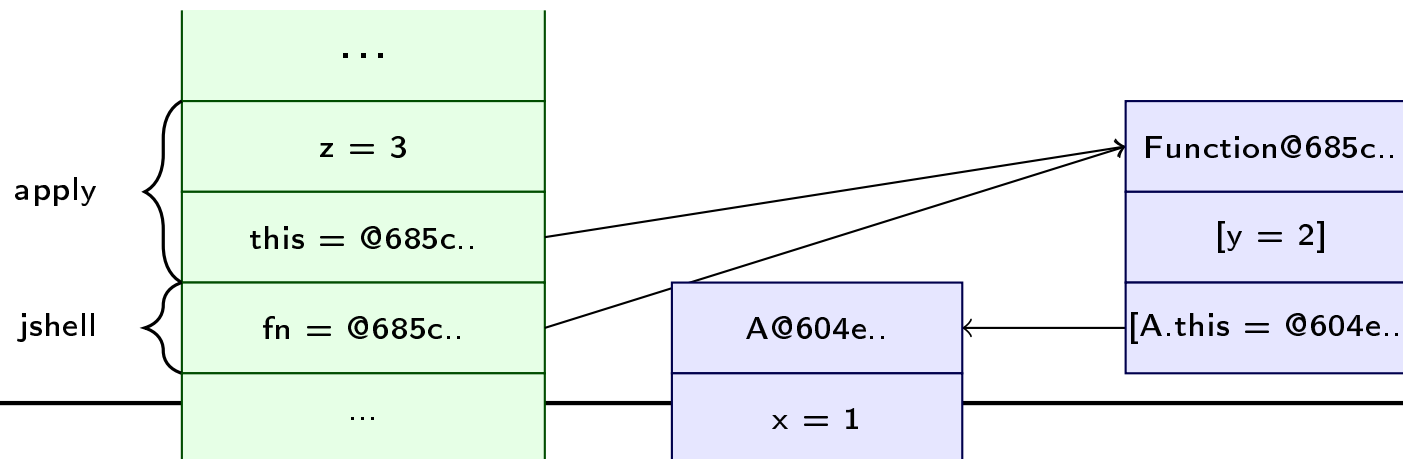 ...
z = 3
this = @685c..
fn = @685c..
...
apply
jshell
A@604e..
x = 1
Function@685c..
[y = 2]
[A.this = @604e..